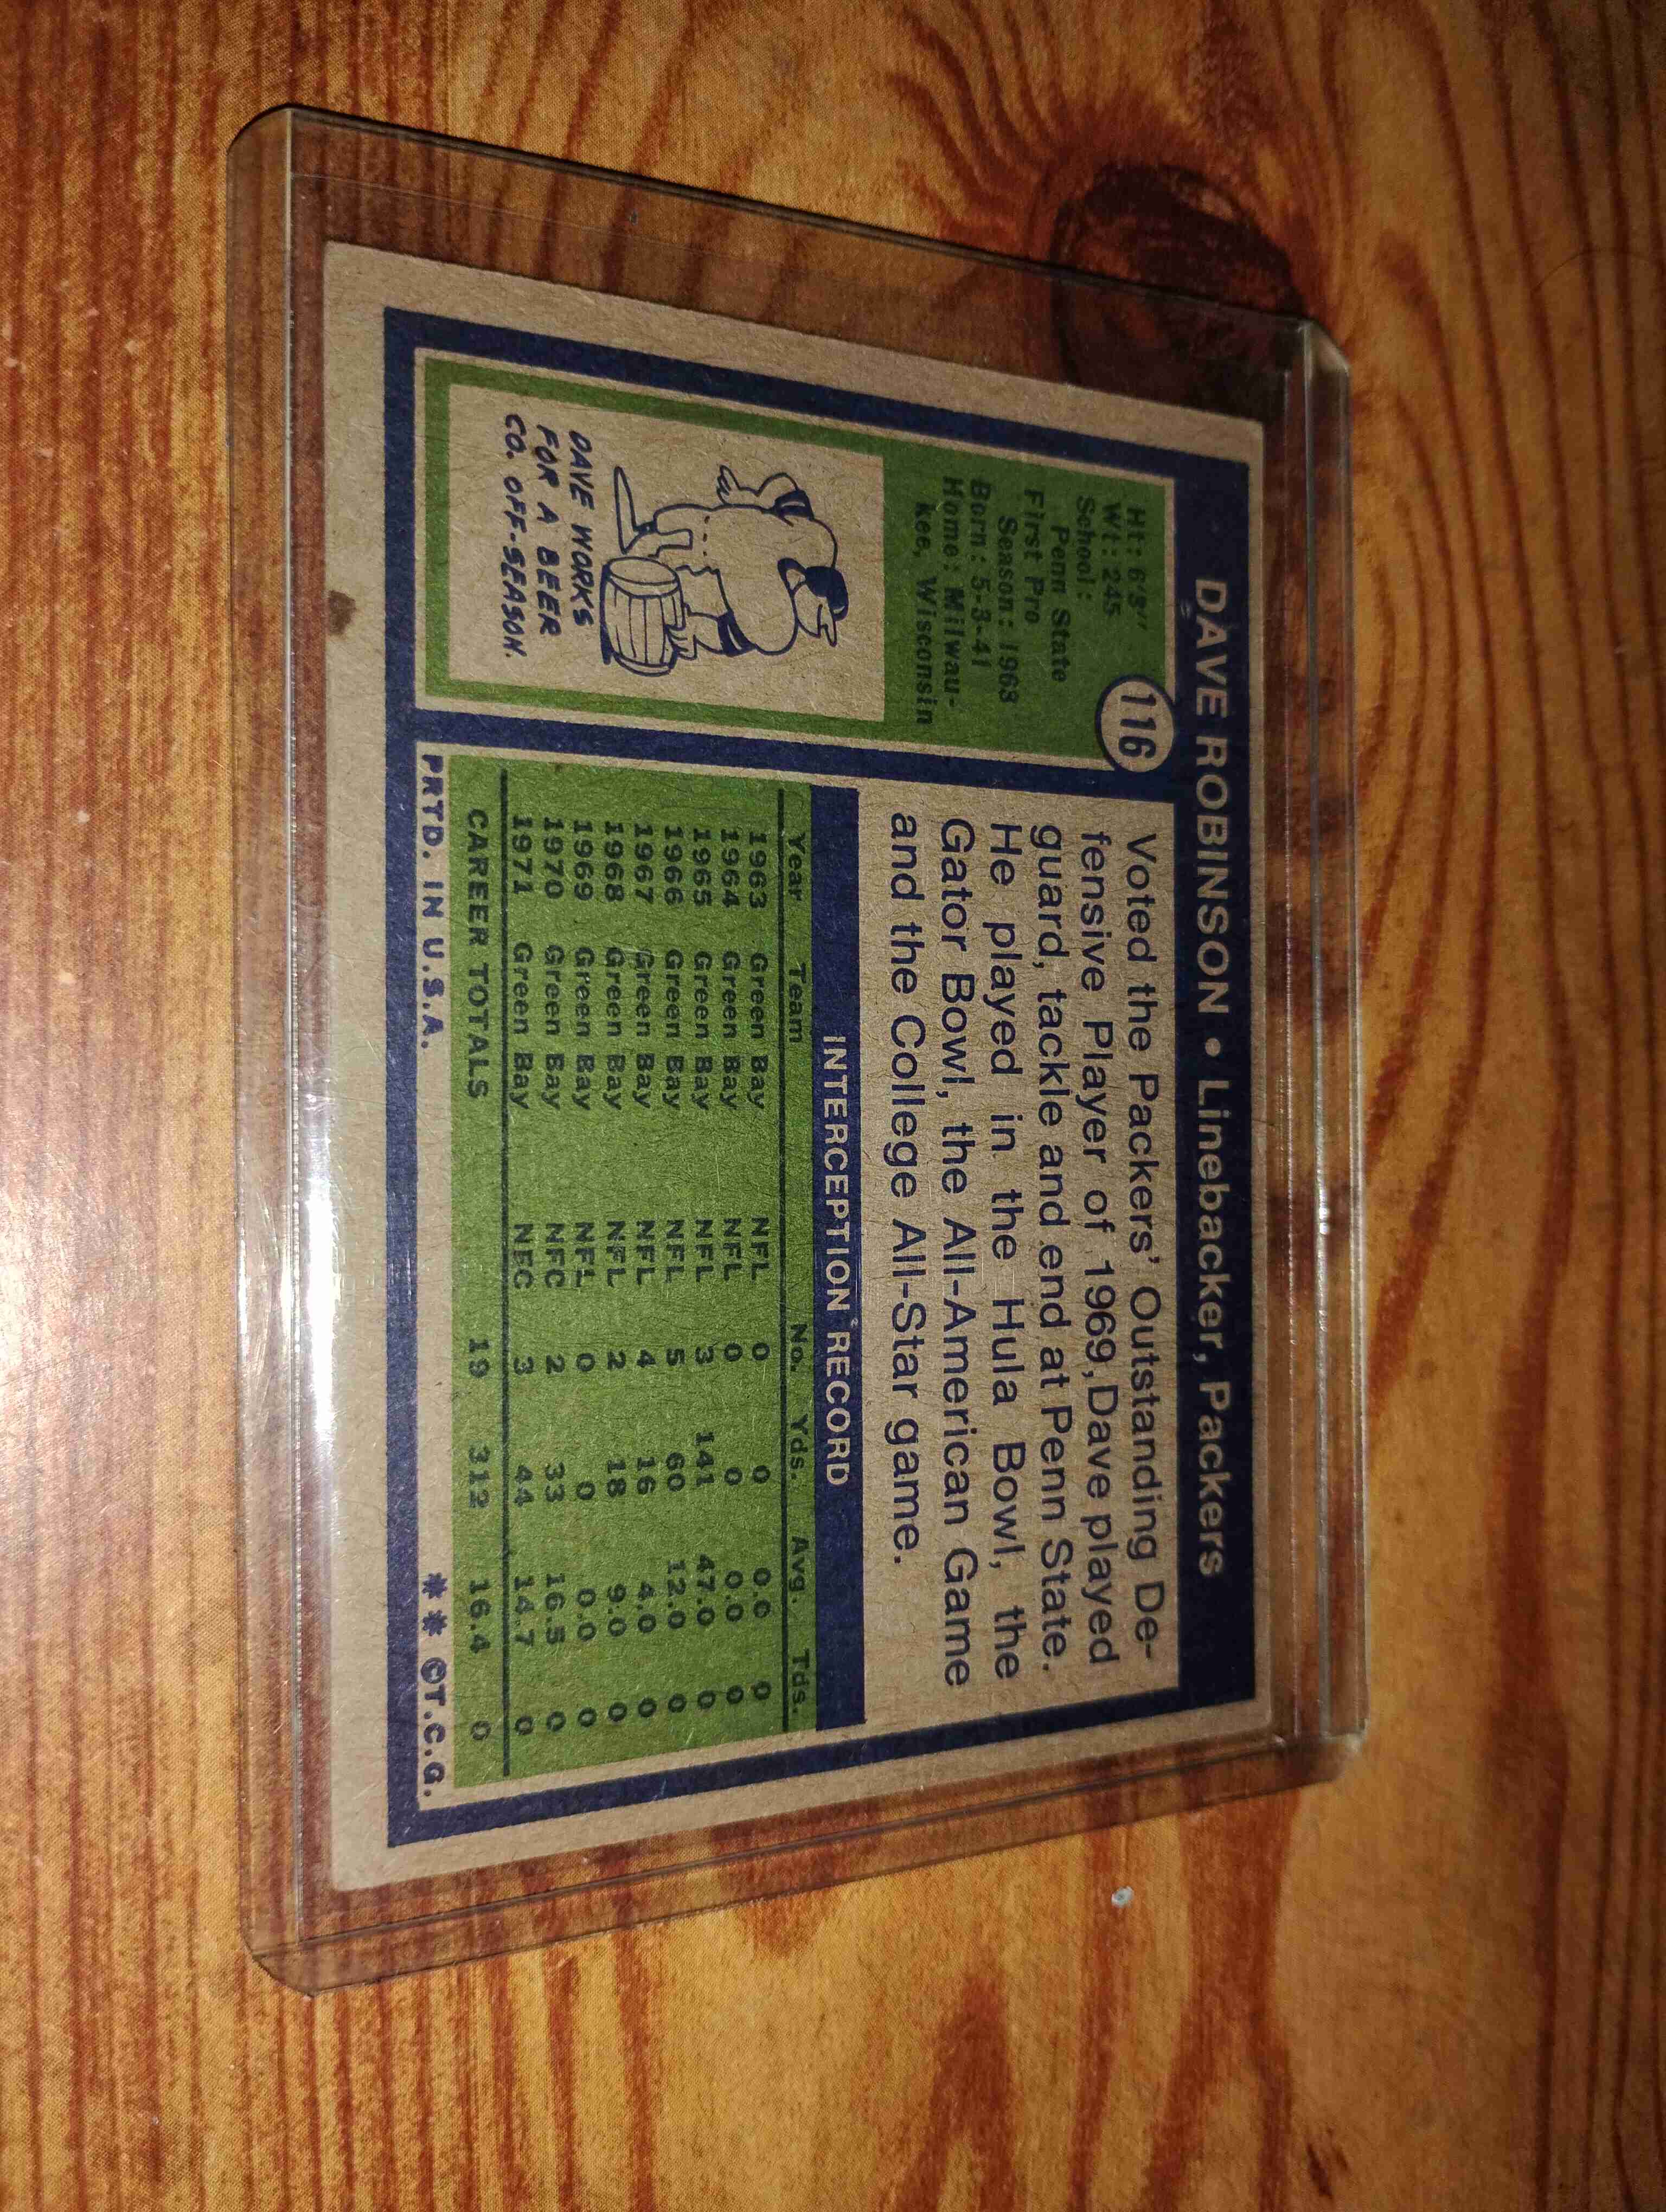 DAVE ROBINSON • Linebacker, Packers
116
Ht: 6'3"
Wt: 245
School:
Penn State
First Pro
Season: 1963
Born: 5-3-41
Home: Milwau-
kee, Wisconsin
DAVE WORKS
FOR A BEER
CO. OFF-SEASON.
Voted the Packers' Outstanding De-
fensive Player of 1969, Dave played
guard, tackle and end at Penn State.
He played in the Hula Bowl, the
Gator Bowl, the All-American Game
and the College All-Star game.
INTERCEPTION RECORD
Year Team No. Yds. Avg. Tds.
1963 Green Bay NFL 0 0 0.0 0
1964 Green Bay NFL 0 0 0.0 0
1965 Green Bay NFL 3 141 47.0 0
1966 Green Bay NFL 5 60 12.0 0
1967 Green Bay NFL 4 16 4.0 0
1968 Green Bay NFL 2 18 9.0 0
1969 Green Bay NFL 0 0 0.0 0
1970 Green Bay NFC 2 33 16.5 0
1971 Green Bay NFC 3 44 14.7 0
CAREER TOTALS 19 312 16.4 0
PRTD. IN U.S.A. ** ©T.C.G.